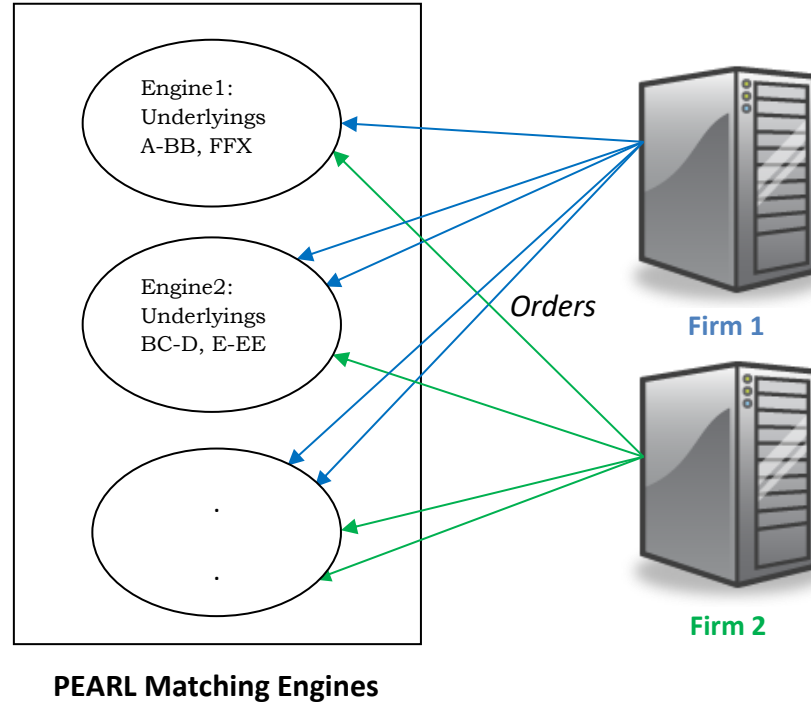 Engine1:
Underlyings
A-BB, FFX
Engine2:
Underlyings
BC-D, E-EE
.
.
Orders
Firm 1
Firm 2
PEARL Matching Engines